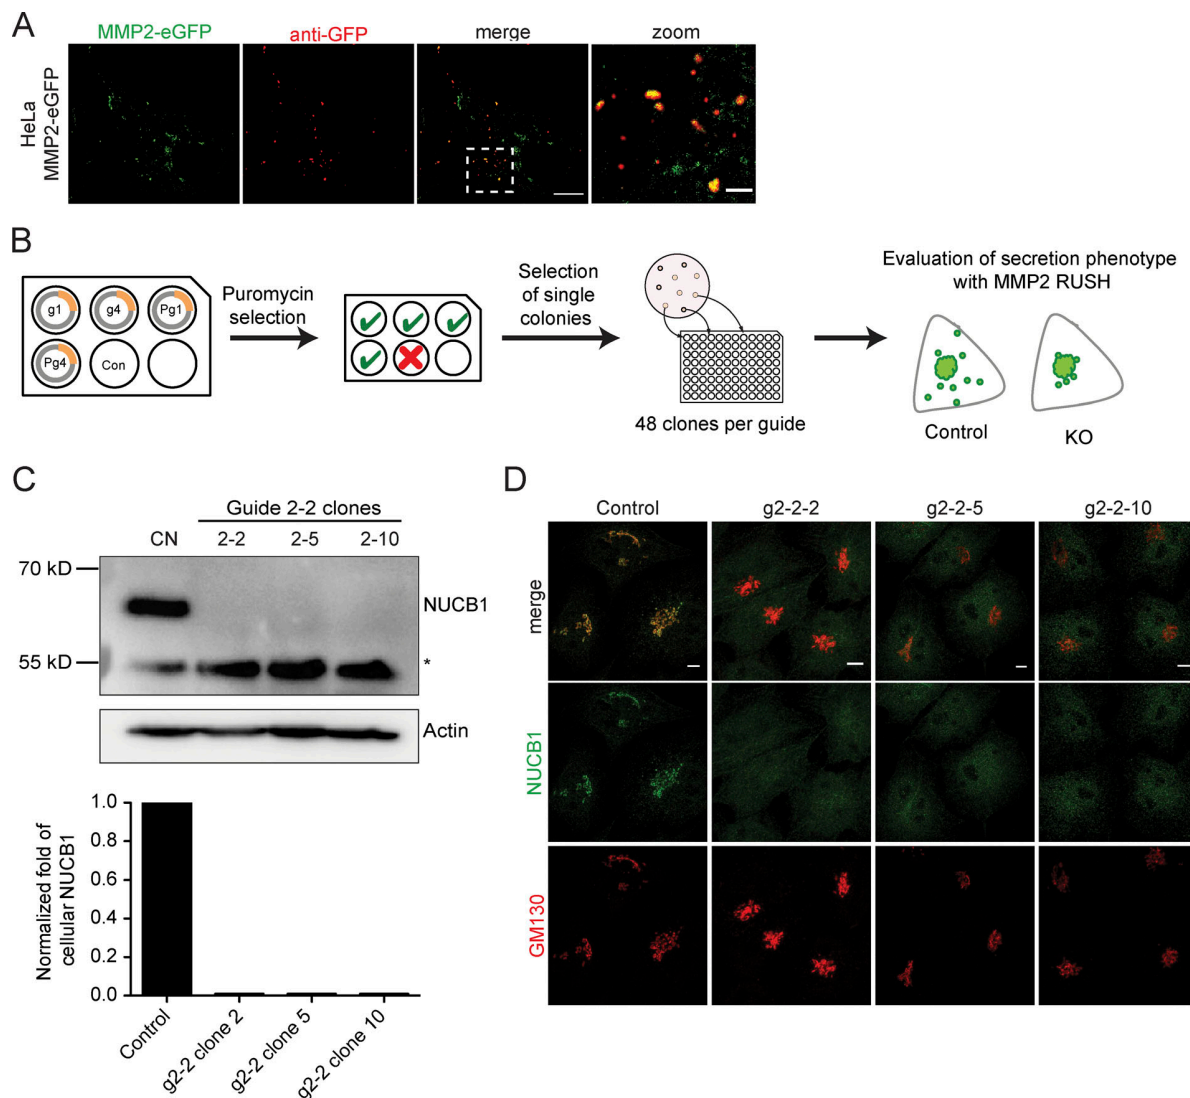 A
MMP2-eGFP
anti-GFP
merge
zoom
HeLa
MMP2-eGFP
B
g1
g4
Pg1
Pg4
Con
Puromycin
selection
Selection
of single
colonies
48 clones per guide
Evaluation of secretion phenotype
with MMP2 RUSH
Control
KO
C
Guide 2-2 clones
CN
2-2
2-5
2-10
70 kD
NUCB1
55 kD
*
Actin
Normalized fold of
cellular NUCB1
1.0
0.8
0.6
0.4
0.2
0.0
Control
g2-2 clone 2
g2-2 clone 5
g2-2 clone 10
D
Control
g2-2-2
g2-2-5
g2-2-10
merge
NUCB1
GM130